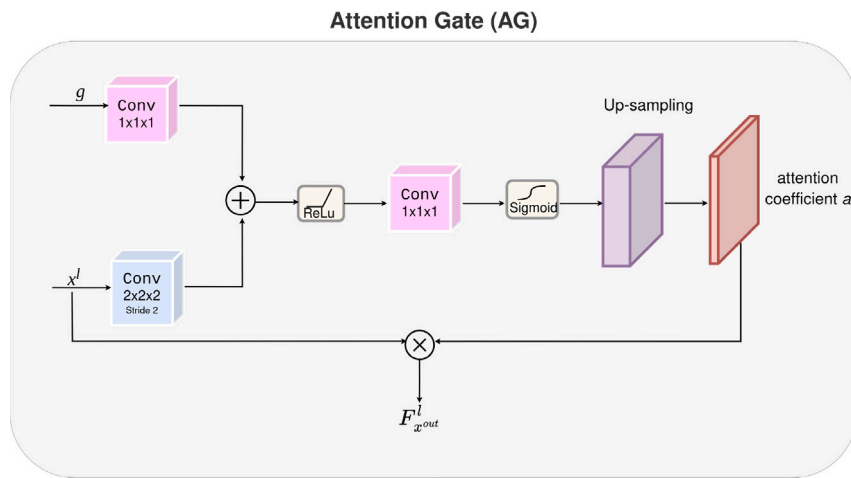 Attention Gate (AG)
g
Conv
1x1x1
Up-sampling
ReLu
Conv
1x1x1
Sigmoid
attention
coefficient a
x^l
Conv
2x2x2
Stride 2
F^l_{x^{out}}